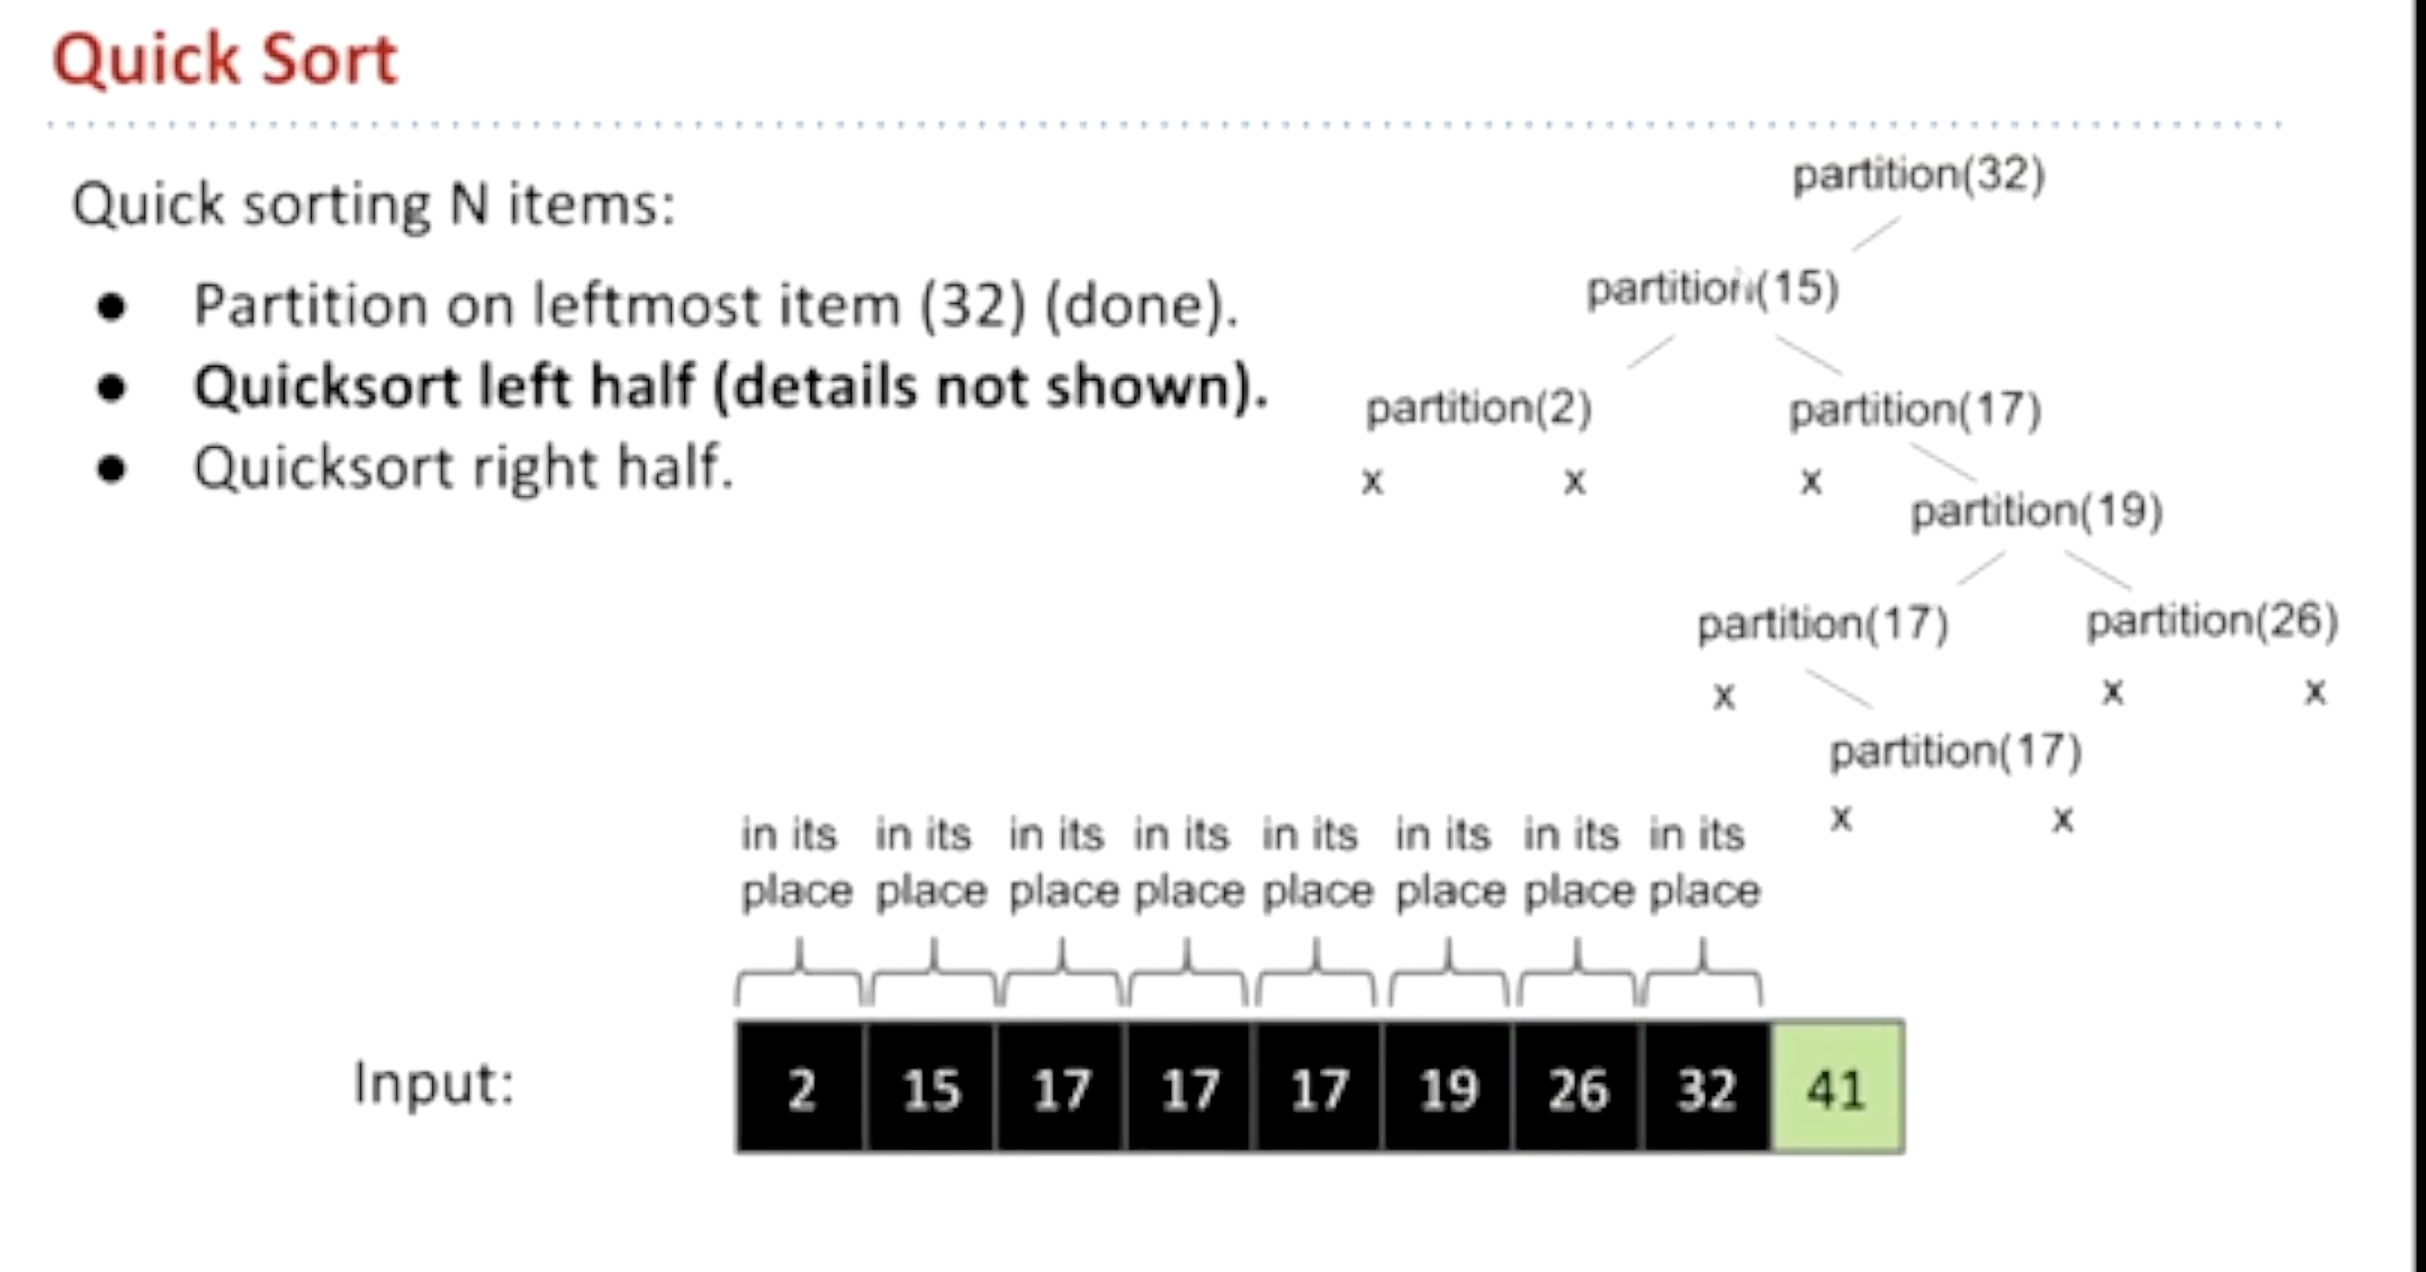 Quick Sort
Quick sorting N items:
● Partition on leftmost item (32) (done).
● Quicksort left half (details not shown).
● Quicksort right half.
partition(32)
partition(15)
partition(2) partition(17)
x x x
partition(19)
partition(17) partition(26)
x x x
partition(17)
x x
in its in its in its in its in its in its in its in its
place place place place place place place place
Input: 2 15 17 17 17 19 26 32 41